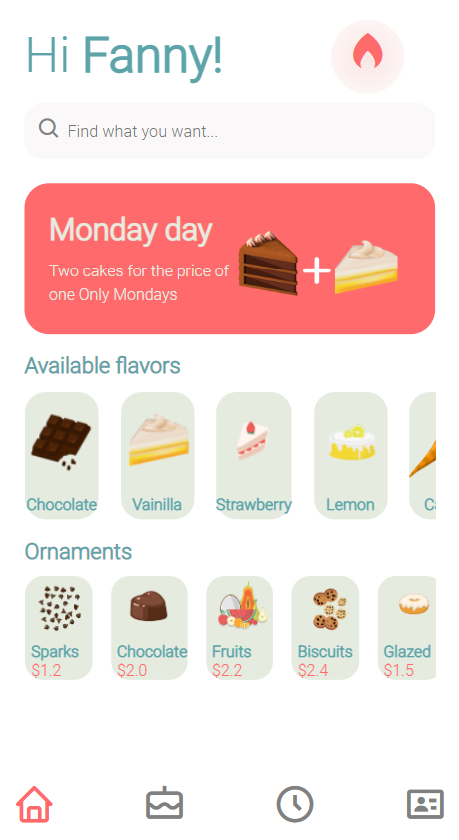 Hi Fanny!
Find what you want...
Monday day
Two cakes for the price of
one Only Mondays
Available flavors
Chocolate Vainilla Strawberry Lemon Ca
Ornaments
Sparks Chocolate Fruits Biscuits Glazed
$1.2 $2.0 $2.2 $2.4 $1.5